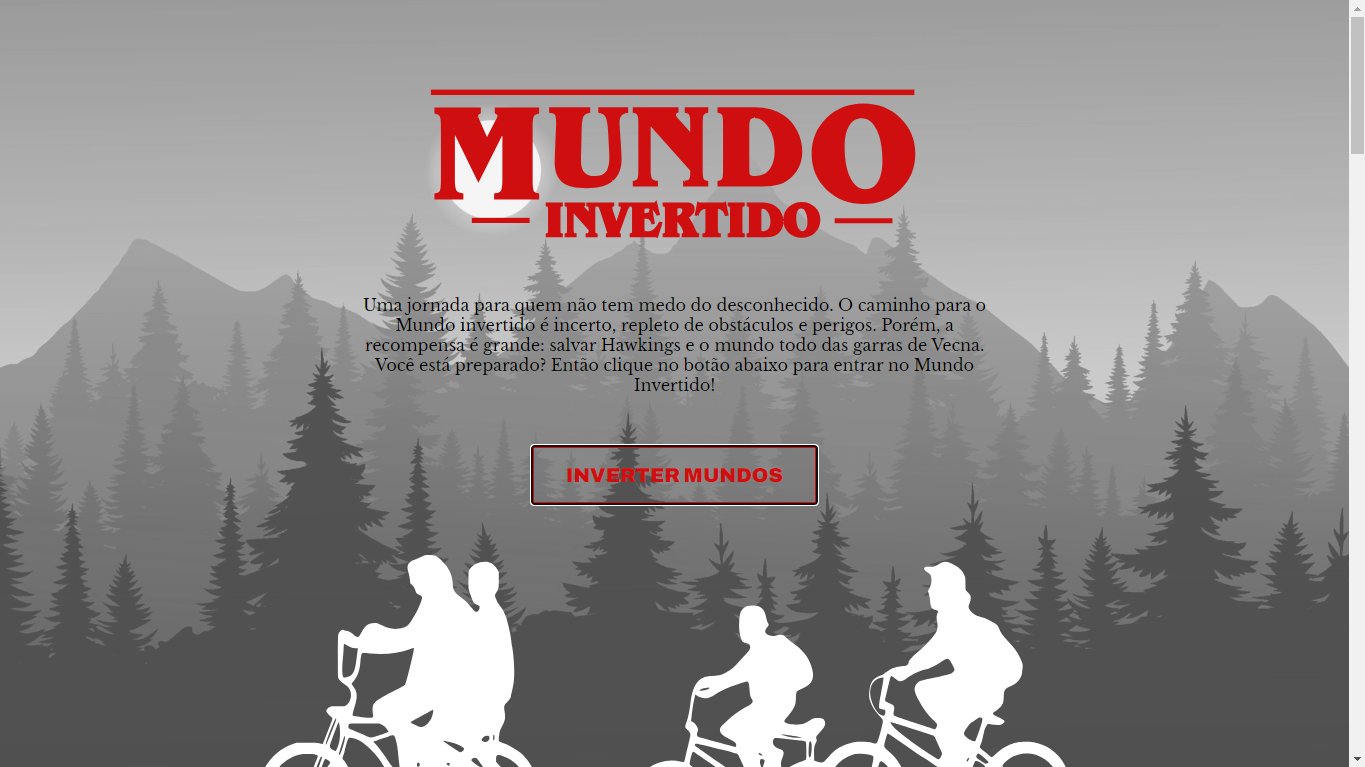 MUNDO
INVERTIDO
Uma jornada para quem não tem medo do desconhecido. O caminho para o
Mundo invertido é incerto, repleto de obstáculos e perigos. Porém, a
recompensa é grande: salvar Hawkings e o mundo todo das garras de Vecna.
Você está preparado? Então clique no botão abaixo para entrar no Mundo
Invertido!
INVERTER MUNDOS